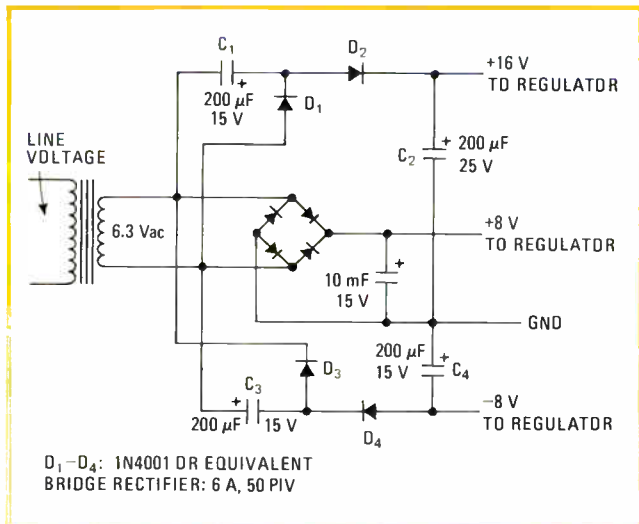 C1
200 µF
15 V
D1
D2
+16 V
TD REGULATOR
LINE
VOLTAGE
C2
200 µF
25 V
6.3 Vac
+8 V
TO REGULATOR
10 mF
15 V
GND
200 µF
15 V
C4
D3
C3
200 µF
15 V
D4
−8 V
TO REGULATOR
D1–D4: 1N4001 DR EQUIVALENT
BRIDGE RECTIFIER: 6 A, 50 PIV